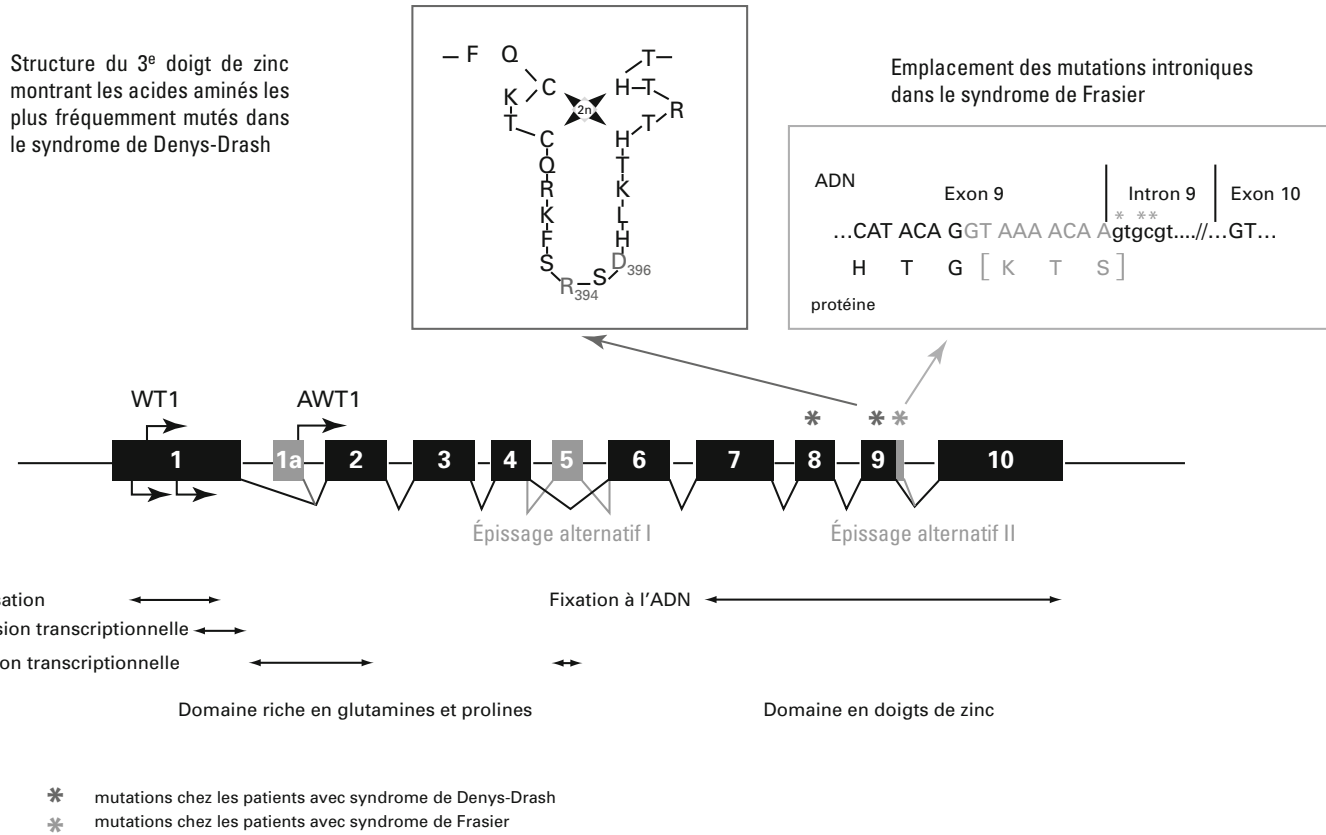 Structure du 3e doigt de zinc
montrant les acides aminés les
plus fréquemment mutés dans
le syndrome de Denys-Drash
– F Q
C
K
T
C
Q
R
K
F
S
R394
S
D396
H
L
K
T
H
T
R
T
H
T–
2n
Emplacement des mutations introniques
dans le syndrome de Frasier
ADN
Exon 9 Intron 9 Exon 10
* **
...CAT ACA GGT AAA ACA Agtgcgt....//...GT...
H T G [ K T S ]
protéine
WT1 AWT1
* * *
1 1a 2 3 4 5 6 7 8 9 10
Épissage alternatif I Épissage alternatif II
Fixation à l'ADN
transcriptionnelle
transcriptionnelle
Domaine riche en glutamines et prolines Domaine en doigts de zinc
* mutations chez les patients avec syndrome de Denys-Drash
* mutations chez les patients avec syndrome de Frasier